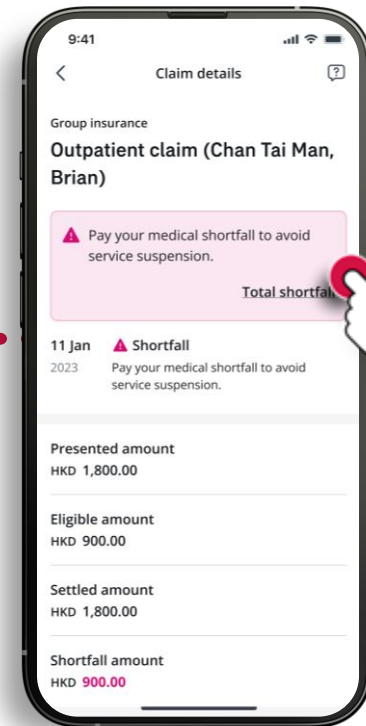 9:41
Claim details
Group insurance
Outpatient claim (Chan Tai Man,
Brian)
Pay your medical shortfall to avoid
service suspension.
Total shortfall
11 Jan
Shortfall
2023
Pay your medical shortfall to avoid
service suspension.
Presented amount
HKD 1,800.00
Eligible amount
HKD 900.00
Settled amount
HKD 1,800.00
Shortfall amount
HKD 900.00